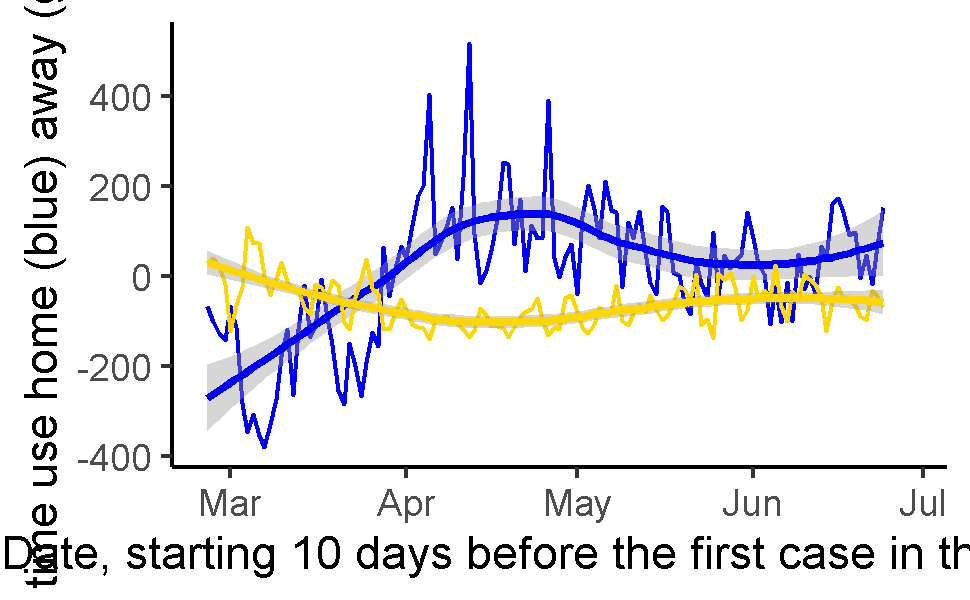 time use home (blue) away (
400
200
0
-200
-400
Mar Apr May Jun Jul
Date, starting 10 days before the first case in th